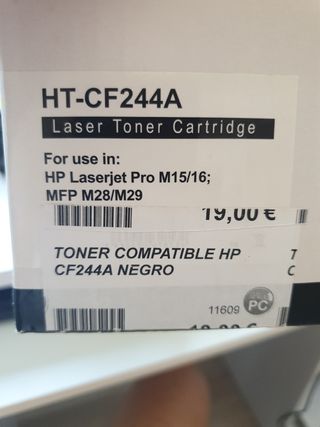 HT-CF244A
Laser Toner Cartridge
For use in:
HP Laserjet Pro M15/16;
MFP M28/M29
19,00 €
TONER COMPATIBLE HP T
CF244A NEGRO C
11609 PC